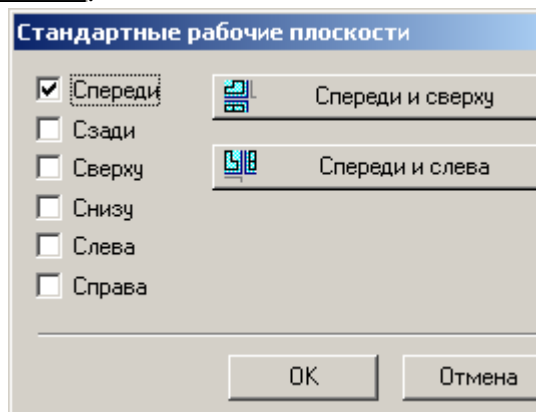 Стандартные рабочие плоскости
Спереди
Сзади
Сверху
Снизу
Слева
Справа
Спереди и сверху
Спереди и слева
OK
Отмена